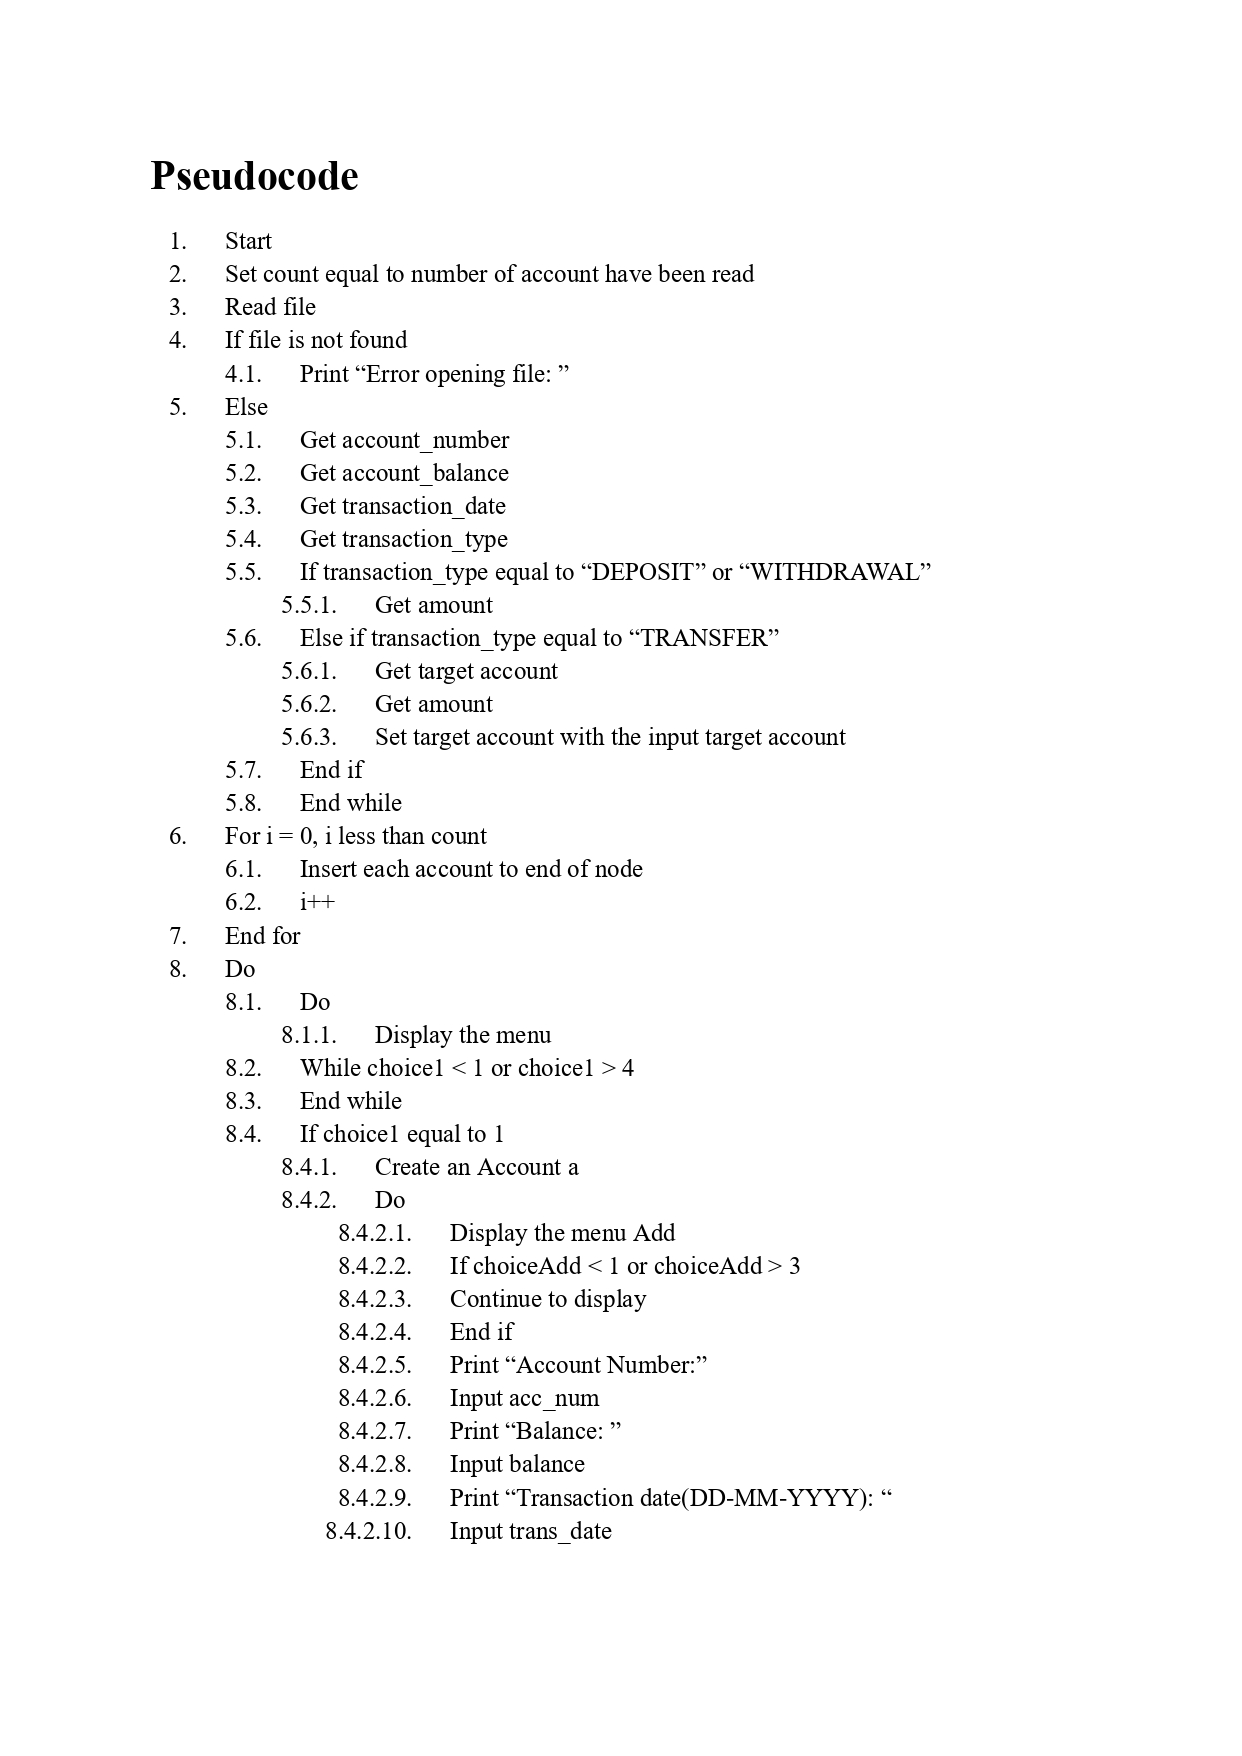 Pseudocode
1. Start
2. Set count equal to number of account have been read
3. Read file
4. If file is not found
4.1. Print “Error opening file: ”
5. Else
5.1. Get account_number
5.2. Get account_balance
5.3. Get transaction_date
5.4. Get transaction_type
5.5. If transaction_type equal to “DEPOSIT” or “WITHDRAWAL”
5.5.1. Get amount
5.6. Else if transaction_type equal to “TRANSFER”
5.6.1. Get target account
5.6.2. Get amount
5.6.3. Set target account with the input target account
5.7. End if
5.8. End while
6. For i = 0, i less than count
6.1. Insert each account to end of node
6.2. i++
7. End for
8. Do
8.1. Do
8.1.1. Display the menu
8.2. While choice1 < 1 or choice1 > 4
8.3. End while
8.4. If choice1 equal to 1
8.4.1. Create an Account a
8.4.2. Do
8.4.2.1. Display the menu Add
8.4.2.2. If choiceAdd < 1 or choiceAdd > 3
8.4.2.3. Continue to display
8.4.2.4. End if
8.4.2.5. Print “Account Number:”
8.4.2.6. Input acc_num
8.4.2.7. Print “Balance: ”
8.4.2.8. Input balance
8.4.2.9. Print “Transaction date(DD-MM-YYYY): “
8.4.2.10. Input trans_date